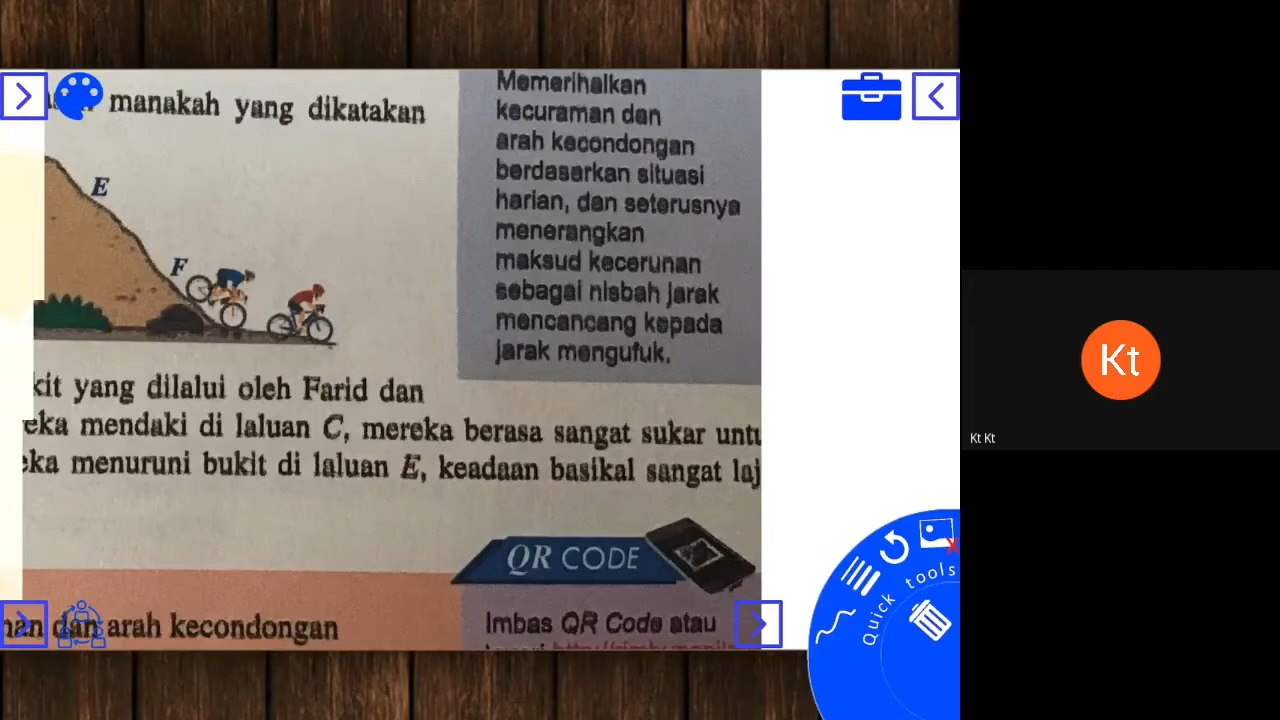 manakah yang dikatakan
E
F
kit yang dilalui oleh Farid dan
eka mendaki di laluan C, mereka berasa sangat sukar untu
eka menuruni bukit di laluan E, keadaan basikal sangat laj
han dan arah kecondongan
Memerihalkan
kecuraman dan
arah kecondongan
berdasarkan situasi
harian, dan seterusnya
menerangkan
maksud kecerunan
sebagai nisbah jarak
mencancang kepada
jarak mengufuk.
QR CODE
Imbas QR Code atau
Quick tools
Kt
Kt Kt